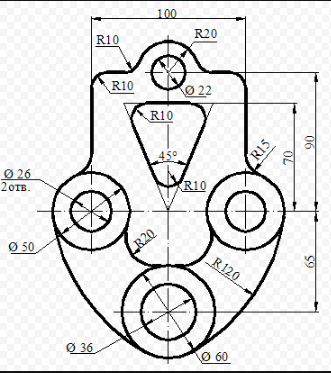 100
R10
R20
R10
Ø 22
R10
45°
R15
R10
70
90
Ø 26
2отв.
Ø 50
R20
R120
65
Ø 36
Ø 60